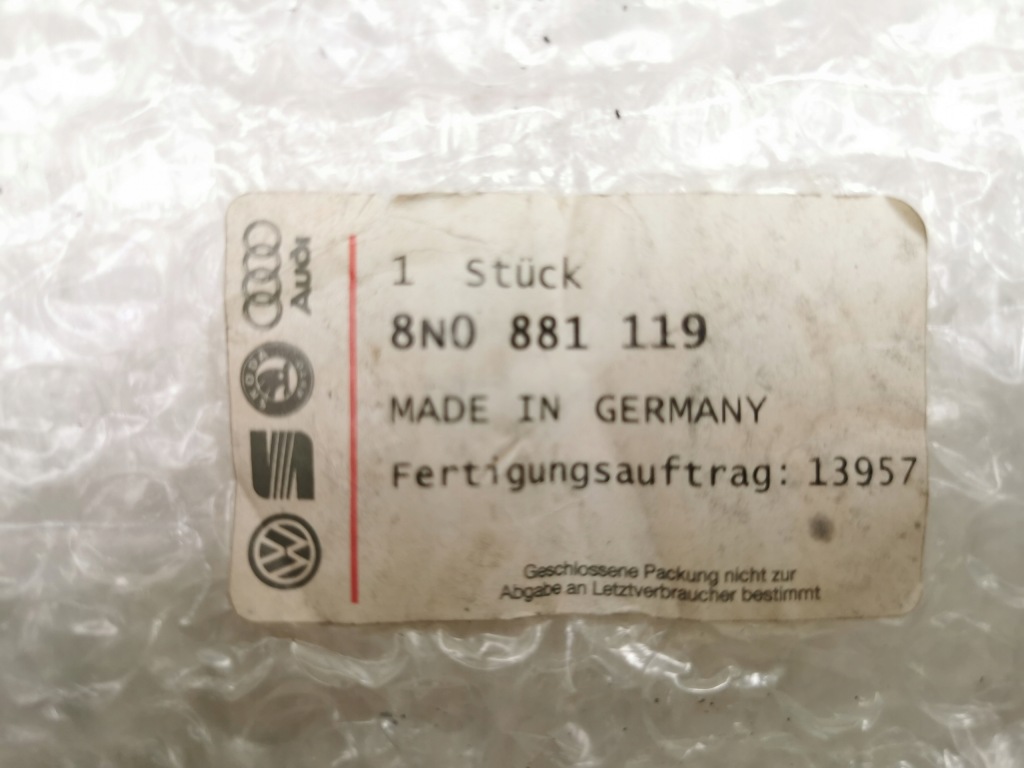 Audi
SKODA
1 Stück
8N0 881 119
MADE IN GERMANY
Fertigungsauftrag: 13957
Geschlossene Packung nicht zur
Abgabe an Letztverbraucher bestimmt